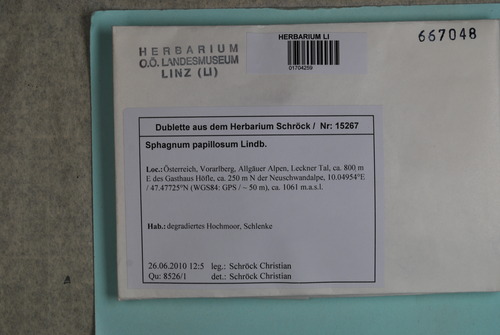 HERBARIUM
O.Ö. LANDESMUSEUM
LINZ (LI)
HERBARIUM LI
01704259
667048
Dublette aus dem Herbarium Schröck / Nr: 15267
Sphagnum papillosum Lindb.
Loc.: Österreich, Vorarlberg, Allgäuer Alpen, Leckner Tal, ca. 800 m
E des Gasthaus Höfle, ca. 250 m N der Neuschwandalpe, 10.04954°E
/ 47.47725°N (WGS84: GPS / ~ 50 m), ca. 1061 m.a.s.l.
Hab.: degradiertes Hochmoor, Schlenke
26.06.2010 12:5 leg.: Schröck Christian
Qu: 8526/1 det.: Schröck Christian